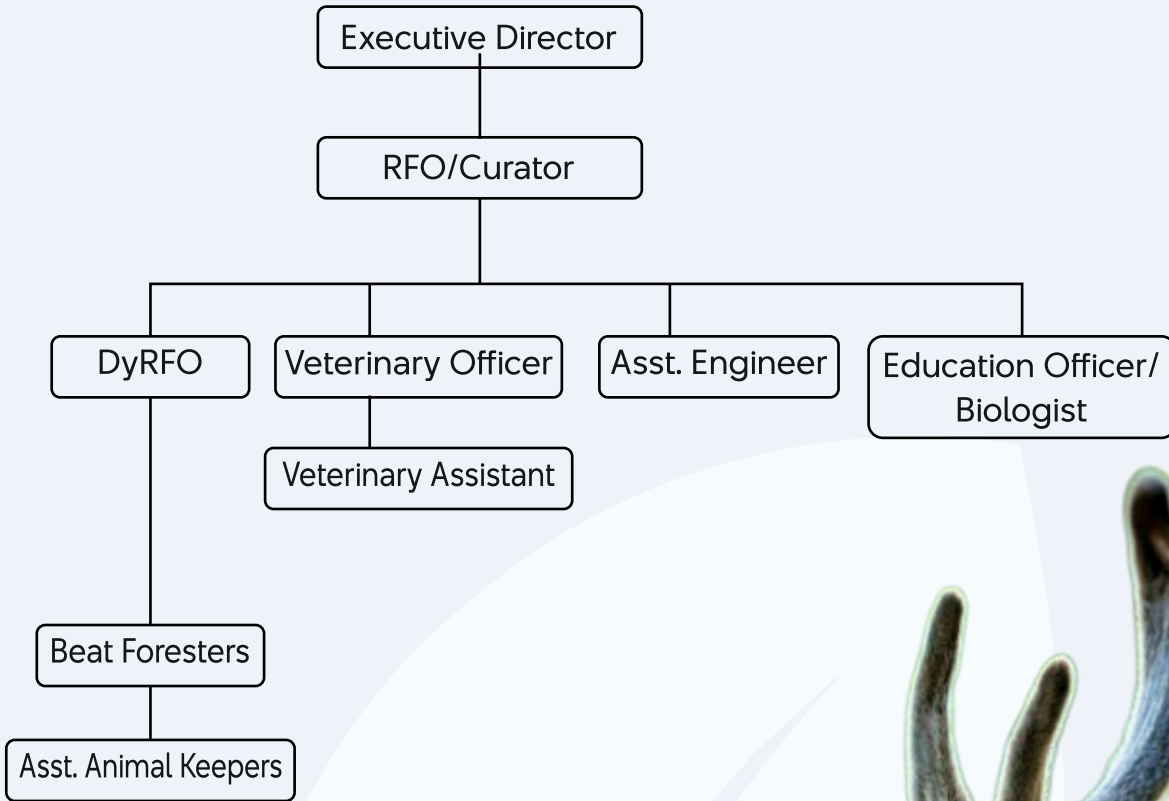 Executive Director
RFO/Curator
DyRFO
Veterinary Officer
Asst. Engineer
Education Officer/
Biologist
Veterinary Assistant
Beat Foresters
Asst. Animal Keepers